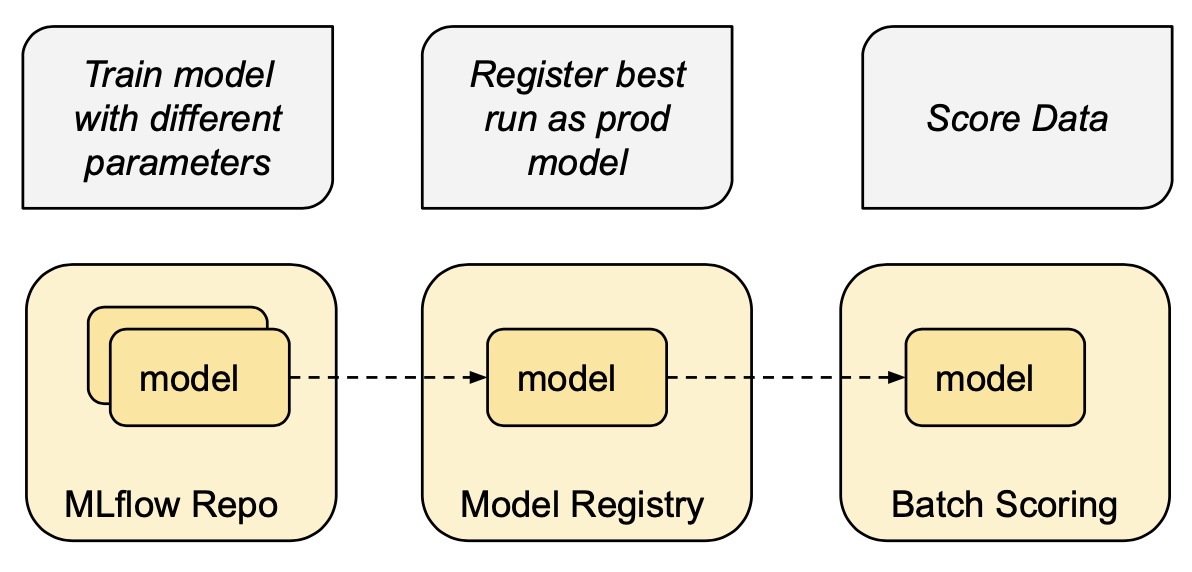 Train model
with different
parameters
Register best
run as prod
model
Score Data
model
MLflow Repo
model
Model Registry
model
Batch Scoring